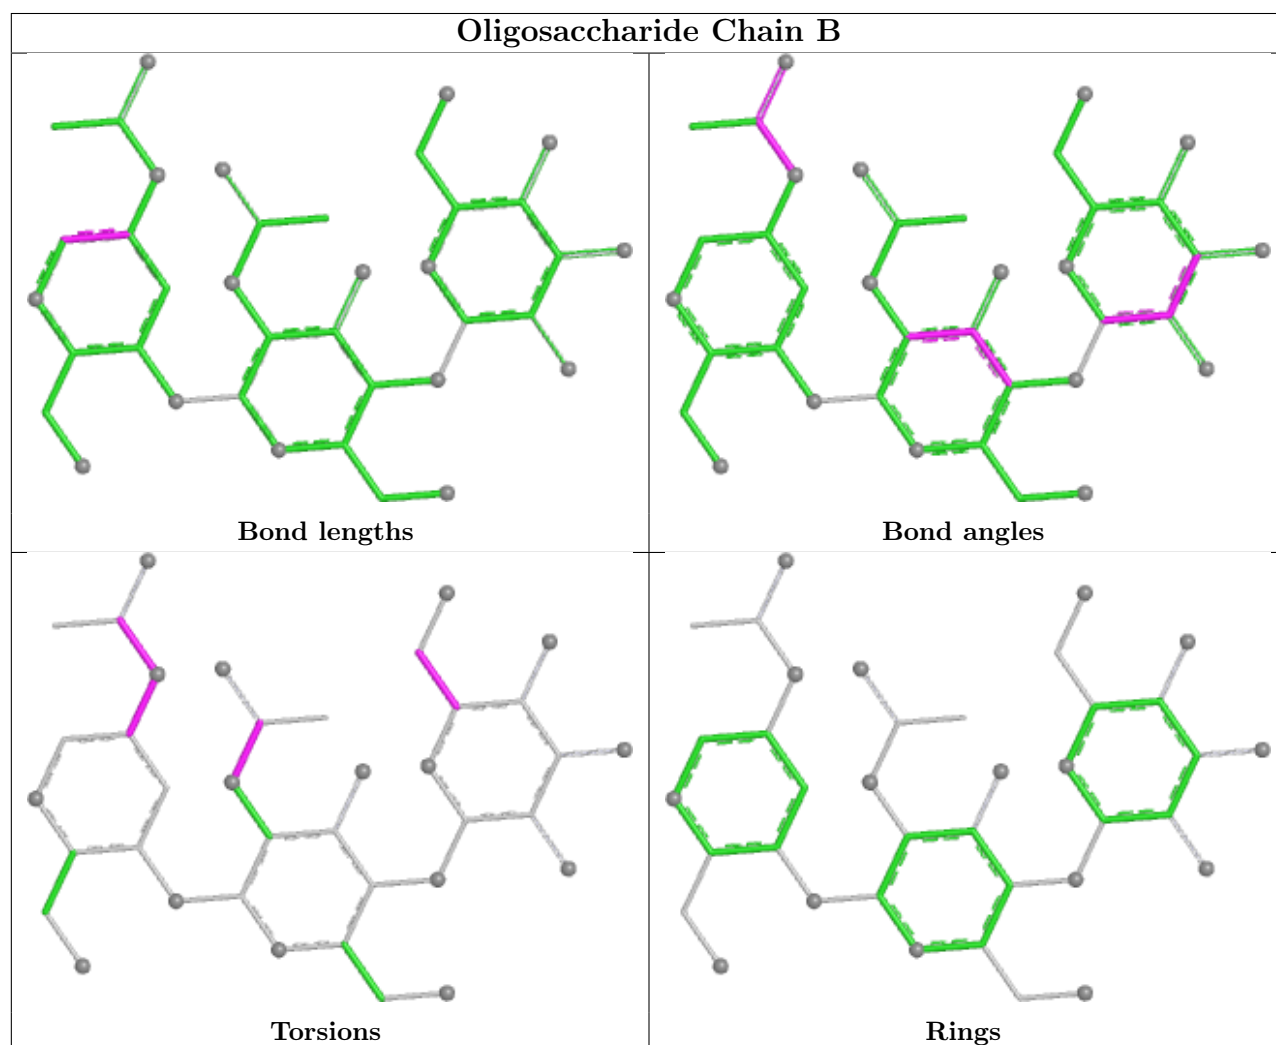 Oligosaccharide Chain B
Bond lengths
Bond angles
Torsions
Rings